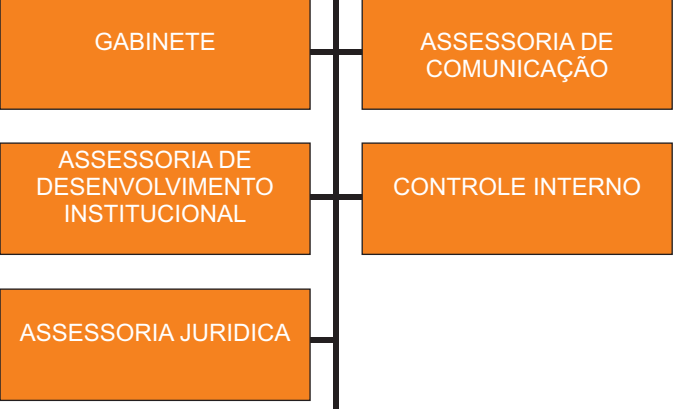 GABINETE
ASSESSORIA DE
COMUNICAÇÃO
ASSESSORIA DE
DESENVOLVIMENTO
INSTITUCIONAL
CONTROLE INTERNO
ASSESSORIA JURIDICA